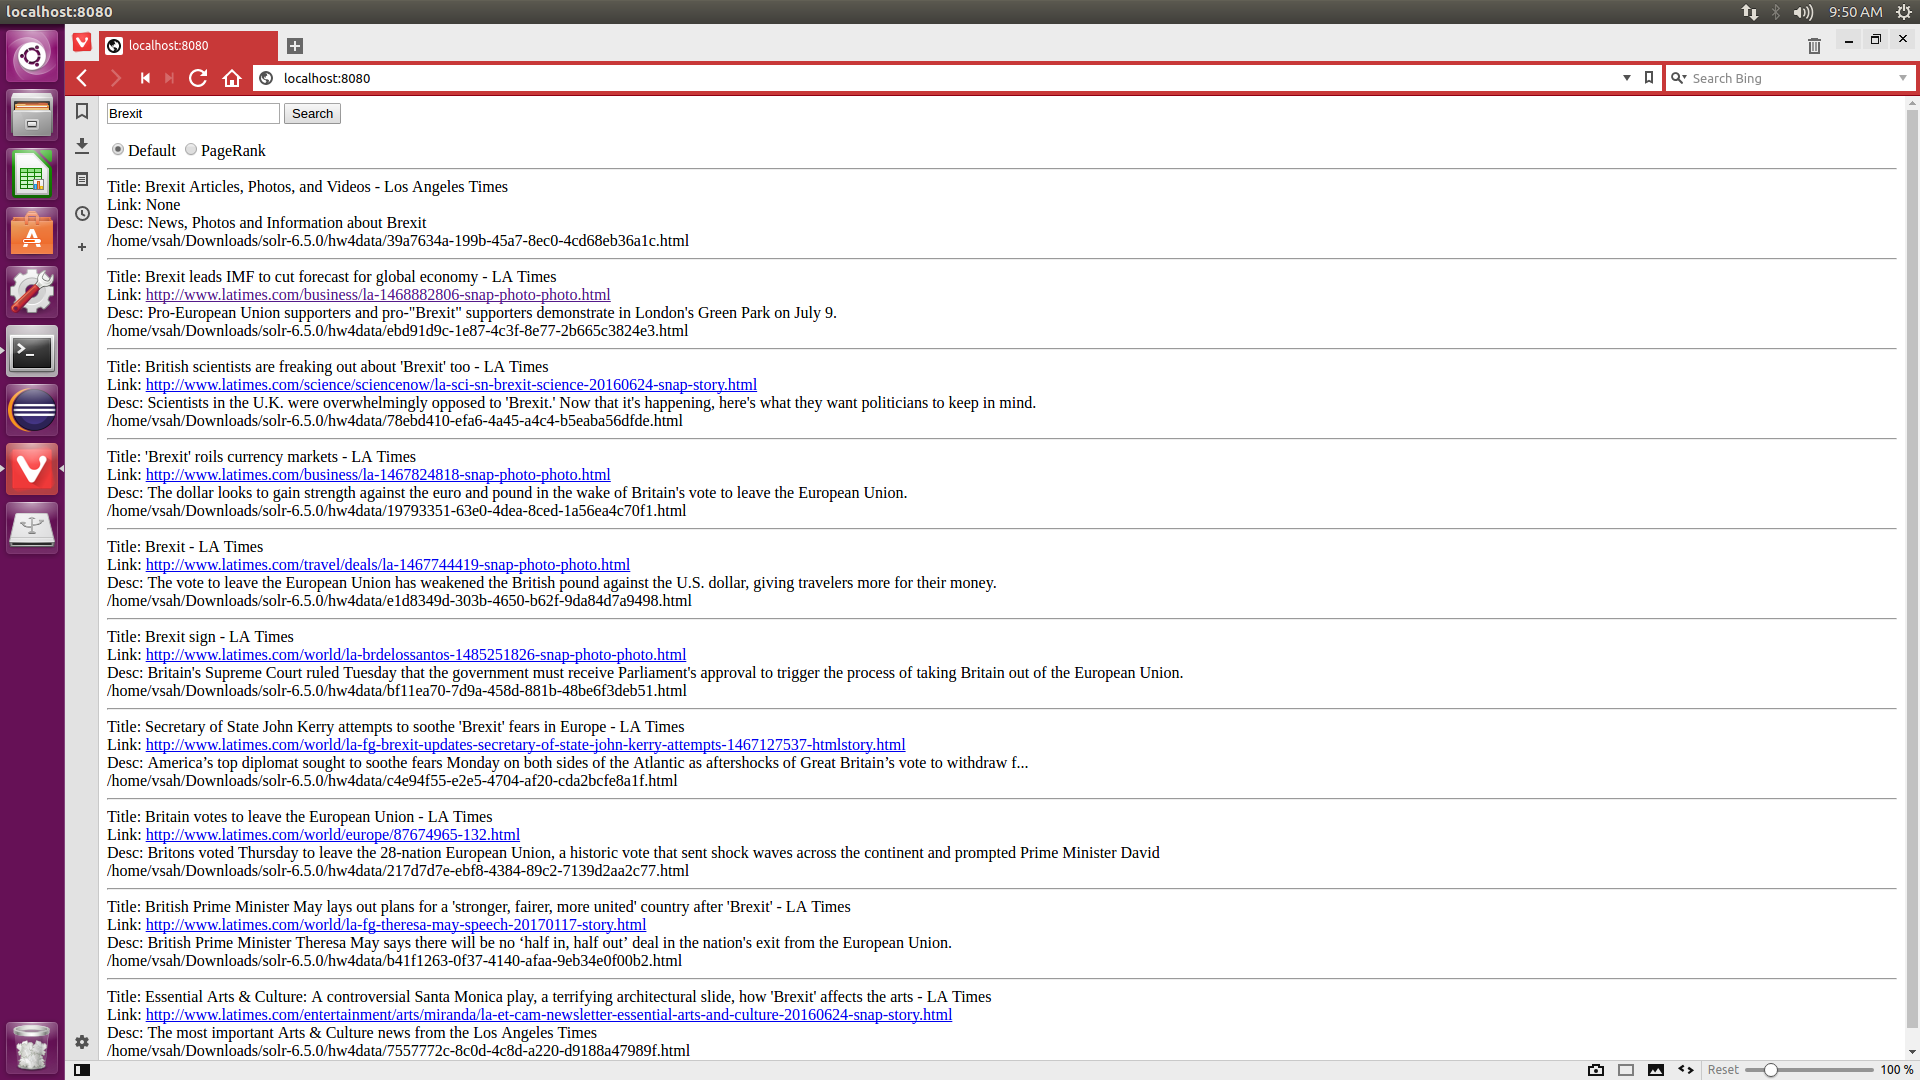 localhost:8080
9:50 AM
localhost:8080
localhost:8080
Search Bing
Brexit
Search
Default PageRank
Title: Brexit Articles, Photos, and Videos - Los Angeles Times
Link: None
Desc: News, Photos and Information about Brexit
/home/vsah/Downloads/solr-6.5.0/hw4data/39a7634a-199b-45a7-8ec0-4cd68eb36a1c.html
Title: Brexit leads IMF to cut forecast for global economy - LA Times
Link: http://www.latimes.com/business/la-1468882806-snap-photo-photo.html
Desc: Pro-European Union supporters and pro-"Brexit" supporters demonstrate in London's Green Park on July 9.
/home/vsah/Downloads/solr-6.5.0/hw4data/ebd91d9c-1e87-4c3f-8e77-2b665c3824e3.html
Title: British scientists are freaking out about 'Brexit' too - LA Times
Link: http://www.latimes.com/science/sciencenow/la-sci-sn-brexit-science-20160624-snap-story.html
Desc: Scientists in the U.K. were overwhelmingly opposed to 'Brexit.' Now that it's happening, here's what they want politicians to keep in mind.
/home/vsah/Downloads/solr-6.5.0/hw4data/78ebd410-efa6-4a45-a4c4-b5eaba56dfde.html
Title: 'Brexit' roils currency markets - LA Times
Link: http://www.latimes.com/business/la-1467824818-snap-photo-photo.html
Desc: The dollar looks to gain strength against the euro and pound in the wake of Britain's vote to leave the European Union.
/home/vsah/Downloads/solr-6.5.0/hw4data/19793351-63e0-4dea-8ced-1a56ea4c70f1.html
Title: Brexit - LA Times
Link: http://www.latimes.com/travel/deals/la-1467744419-snap-photo-photo.html
Desc: The vote to leave the European Union has weakened the British pound against the U.S. dollar, giving travelers more for their money.
/home/vsah/Downloads/solr-6.5.0/hw4data/e1d8349d-303b-4650-b62f-9da84d7a9498.html
Title: Brexit sign - LA Times
Link: http://www.latimes.com/world/la-brdelossantos-1485251826-snap-photo-photo.html
Desc: Britain's Supreme Court ruled Tuesday that the government must receive Parliament's approval to trigger the process of taking Britain out of the European Union.
/home/vsah/Downloads/solr-6.5.0/hw4data/bf11ea70-7d9a-458d-881b-48be6f3deb51.html
Title: Secretary of State John Kerry attempts to soothe 'Brexit' fears in Europe - LA Times
Link: http://www.latimes.com/world/la-fg-brexit-updates-secretary-of-state-john-kerry-attempts-1467127537-htmlstory.html
Desc: America’s top diplomat sought to soothe fears Monday on both sides of the Atlantic as aftershocks of Great Britain’s vote to withdraw f...
/home/vsah/Downloads/solr-6.5.0/hw4data/c4e94f55-e2e5-4704-af20-cda2bcfe8a1f.html
Title: Britain votes to leave the European Union - LA Times
Link: http://www.latimes.com/world/europe/87674965-132.html
Desc: Britons voted Thursday to leave the 28-nation European Union, a historic vote that sent shock waves across the continent and prompted Prime Minister David
/home/vsah/Downloads/solr-6.5.0/hw4data/217d7d7e-ebf8-4384-89c2-7139d2aa2c77.html
Title: British Prime Minister May lays out plans for a 'stronger, fairer, more united' country after 'Brexit' - LA Times
Link: http://www.latimes.com/world/la-fg-theresa-may-speech-20170117-story.html
Desc: British Prime Minister Theresa May says there will be no ‘half in, half out’ deal in the nation's exit from the European Union.
/home/vsah/Downloads/solr-6.5.0/hw4data/b41f1263-0f37-4140-afaa-9eb34e0f00b2.html
Title: Essential Arts & Culture: A controversial Santa Monica play, a terrifying architectural slide, how 'Brexit' affects the arts - LA Times
Link: http://www.latimes.com/entertainment/arts/miranda/la-et-cam-newsletter-essential-arts-and-culture-20160624-snap-story.html
Desc: The most important Arts & Culture news from the Los Angeles Times
/home/vsah/Downloads/solr-6.5.0/hw4data/7557772c-8c0d-4c8d-a220-d9188a47989f.html
Reset 100 %